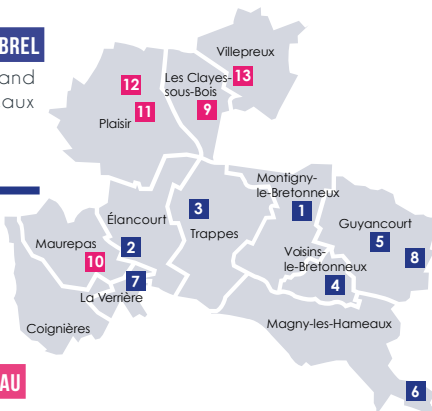 BREL
and
aux
Villepreux
Les Clayes-
sous-Bois
13
12
9
11
Plaisir
Montigny-
le-Bretonneux
1
3
Élancourt
Trappes
Guyancourt
5
Maurepas
2
8
10
Voisins-
le-Bretonneux
7
4
La Verrière
Coignières
Magny-les-Hameaux
AU
6